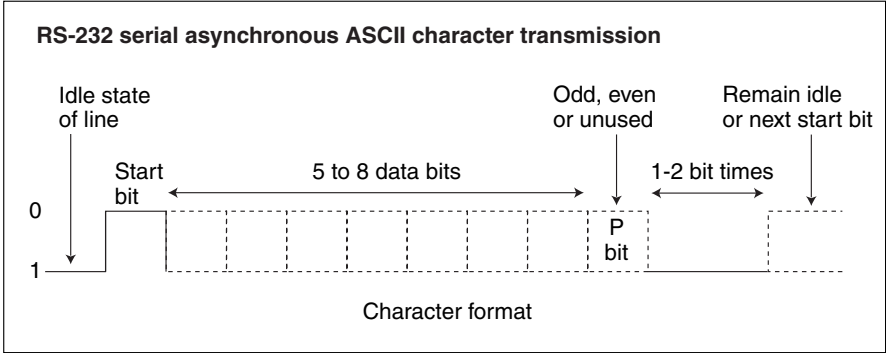 RS-232 serial asynchronous ASCII character transmission
Idle state
of line
Odd, even
or unused
Remain idle
or next start bit
Start
bit
5 to 8 data bits
1-2 bit times
0
P
bit
1
Character format